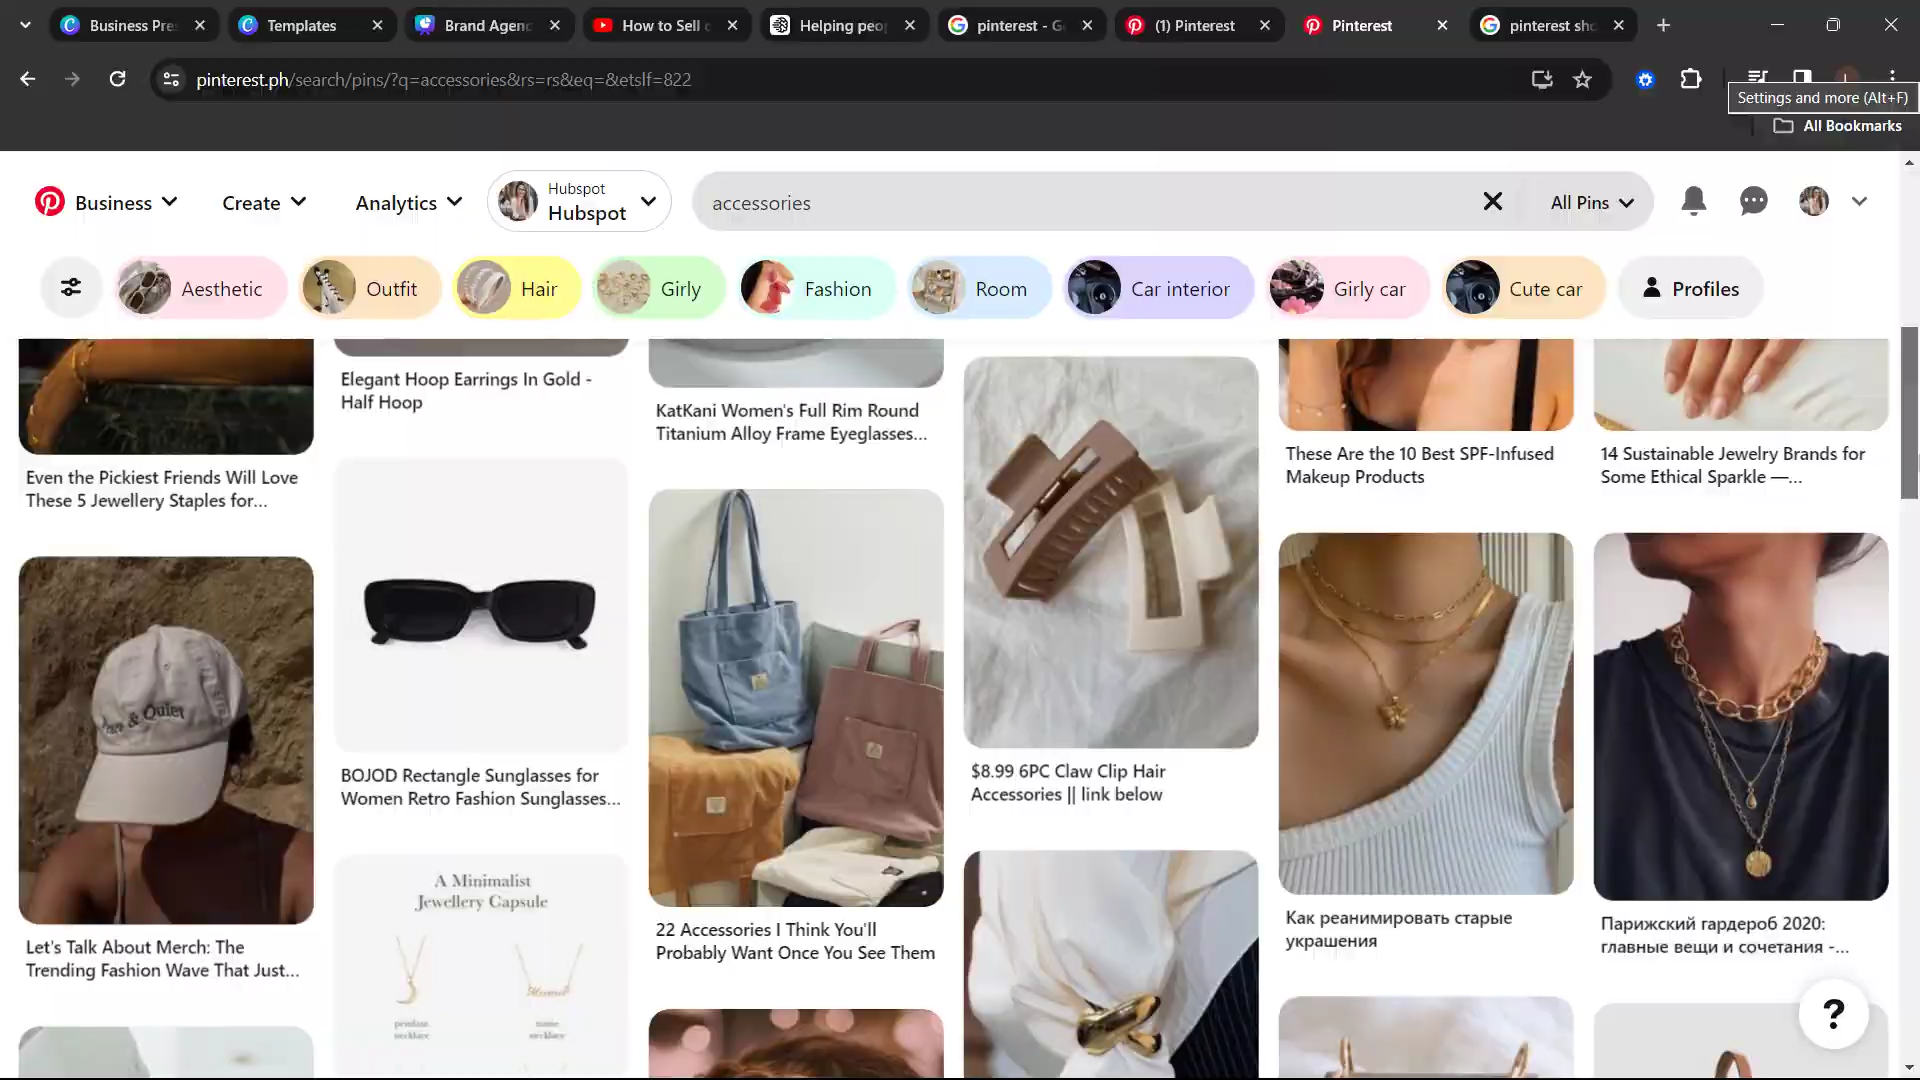 Business Pre
Templates
Brand Agen
How to Sell
Helping peo
pinterest - G
(1) Pinterest
Pinterest
pinterest sh
pinterest.ph/search/pins/?q=accessories&rs=rs&eq=&etslf=822
Settings and more (Alt+F)
All Bookmarks
Business
Create
Analytics
Hubspot
Hubspot
accessories
All Pins
Aesthetic
Outfit
Hair
Girly
Fashion
Room
Car interior
Girly car
Cute car
Profiles
Even the Pickiest Friends Will Love
These 5 Jewellery Staples for...
Elegant Hoop Earrings In Gold -
Half Hoop
KatKani Women's Full Rim Round
Titanium Alloy Frame Eyeglasses...
These Are the 10 Best SPF-Infused
Makeup Products
14 Sustainable Jewelry Brands for
Some Ethical Sparkle —...
& Quiet
Let's Talk About Merch: The
Trending Fashion Wave That Just...
BOJOD Rectangle Sunglasses for
Women Retro Fashion Sunglasses...
A Minimalist
Jewellery Capsule
pendant
necklace
name
necklace
22 Accessories I Think You'll
Probably Want Once You See Them
$8.99 6PC Claw Clip Hair
Accessories || link below
Как реанимировать старые
украшения
Парижский гардероб 2020:
главные вещи и сочетания -...
?